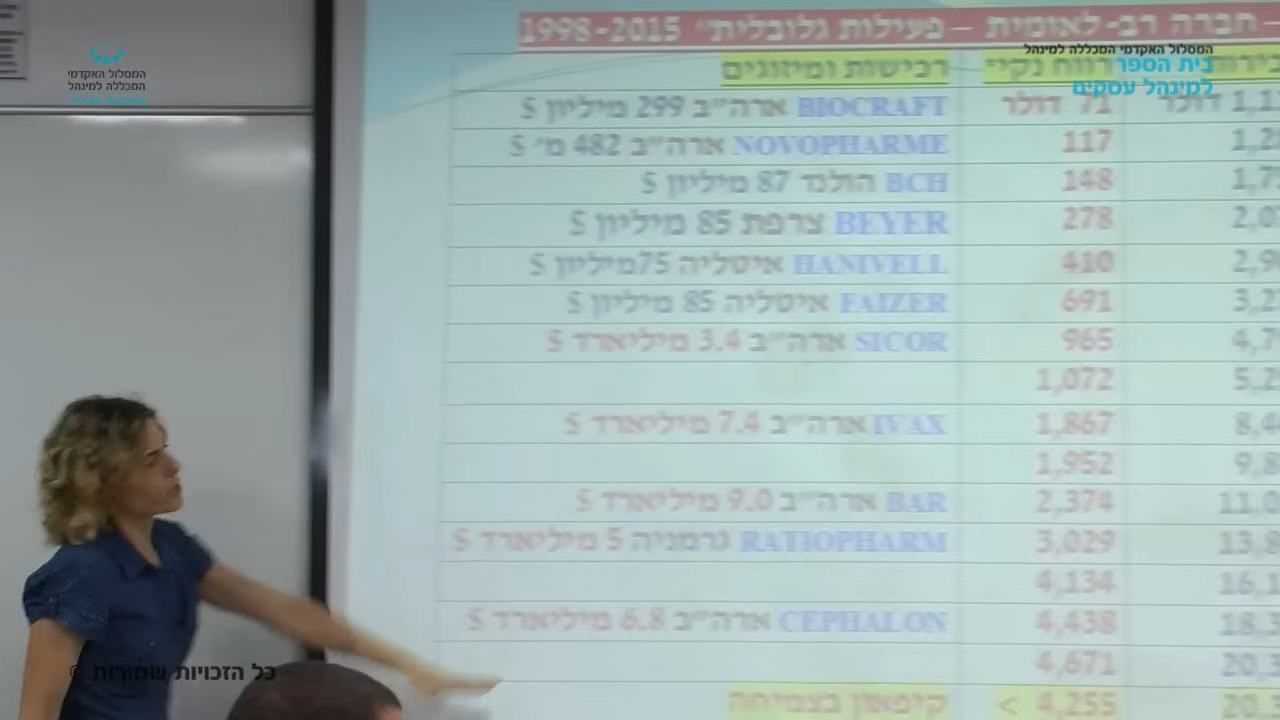 חברה רב-לאומית – פעילות גלובלית" 1998-2015 –
רווח נקי" רכישות ומיזוגים
דולר 71 דולר BIOCRAFT ארה"ב 299 מיליון $
117 NOVOPHARME ארה"ב 482 מ' $
148 BCH הולנד 87 מיליון $
278 BEYER צרפת 85 מיליון $
410 HANIVELL איטליה 75מיליון $
691 FAIZER איטליה 85 מיליון $
965 SICOR ארה"ב 3.4 מיליארד $
1,072
1,867 IVAX ארה"ב 7.4 מיליארד $
1,952
2,374 BAR ארה"ב 9.0 מיליארד $
3,029 RATIOPHARM גרמניה 5 מיליארד $
4,134
4,438 CEPHALON ארה"ב 6.8 מיליארד $
4,671
4,255 > קיפאון בצמיחה
המסלול האקדמי המכללה למינהל
בית הספר
למינהל עסקים
המסלול האקדמי
המכללה למינהל
כל הזכויות שמורות ©